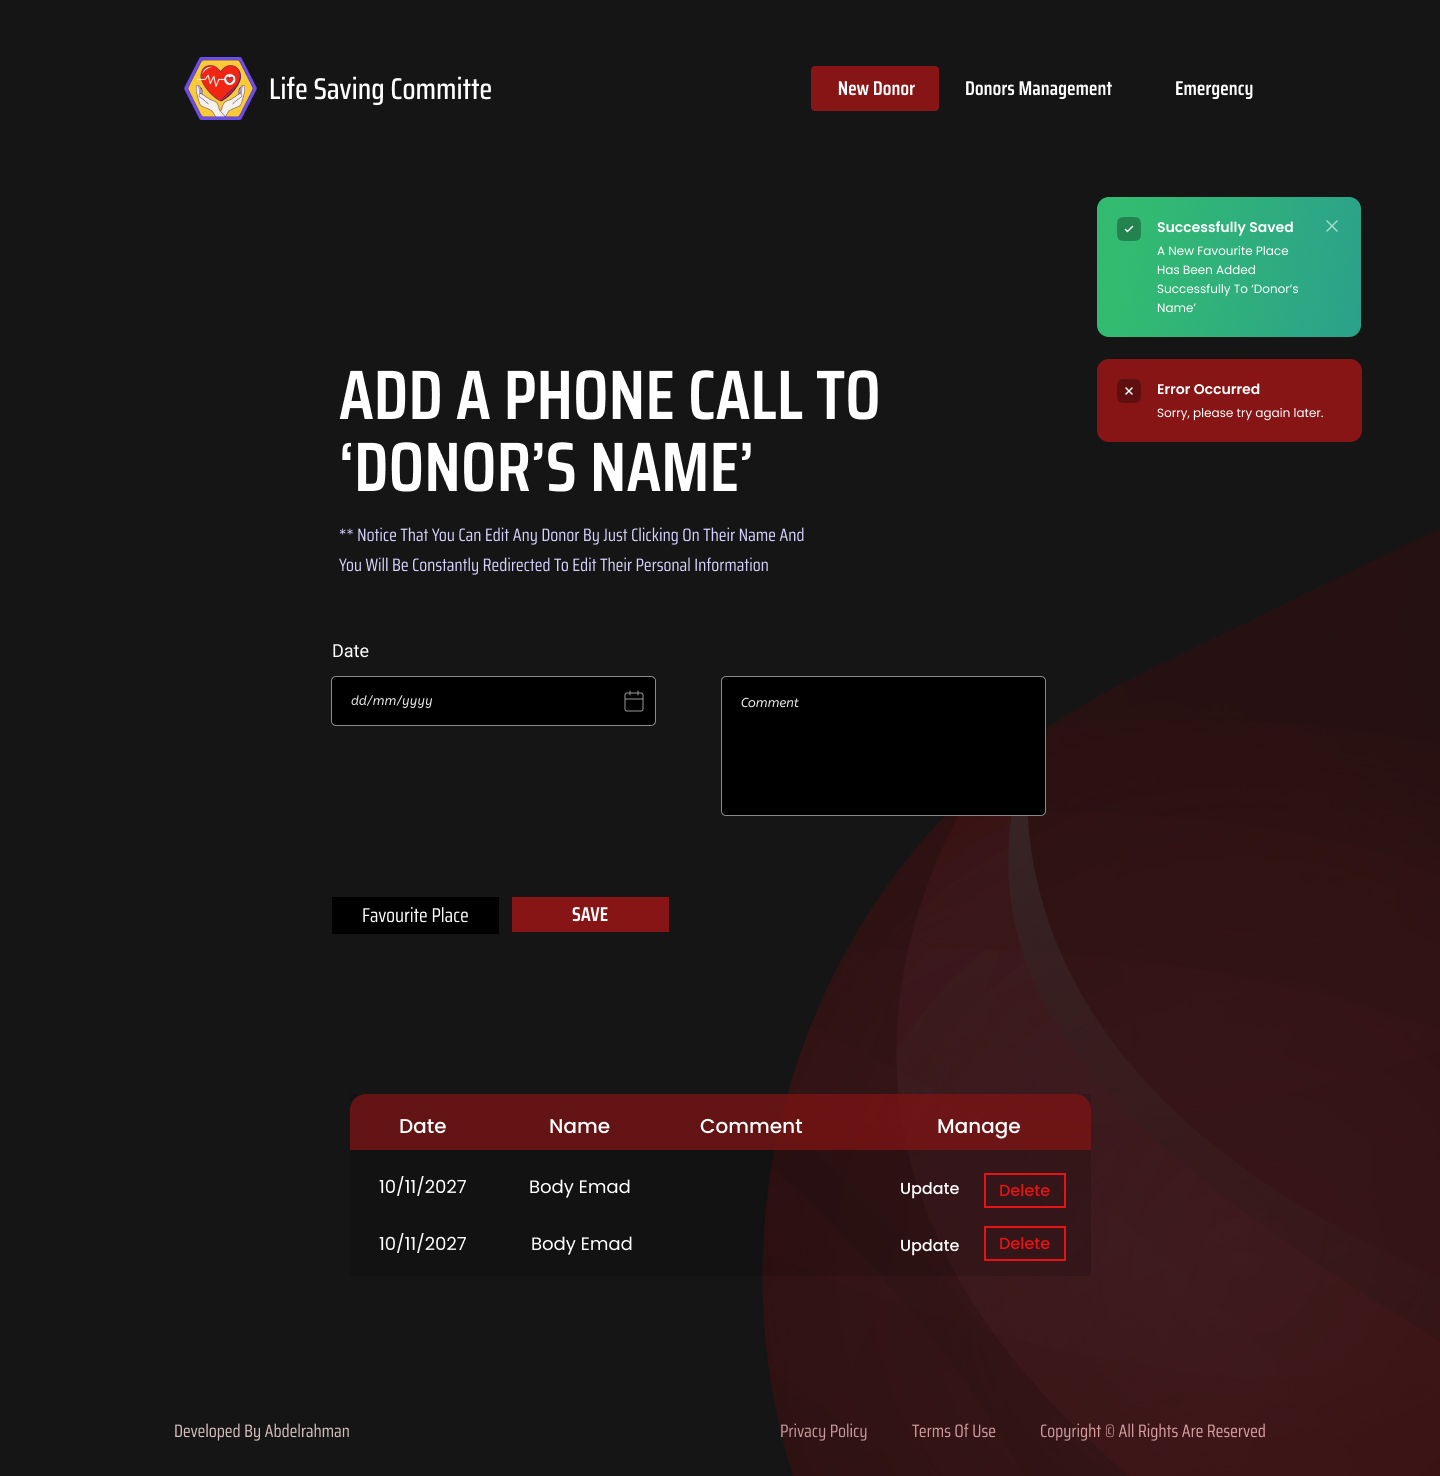 Life Saving Committe
New Donor
Donors Management
Emergency
Successfully Saved
A New Favourite Place
Has Been Added
Successfully To ‘Donor’s
Name’
Error Occurred
Sorry, please try again later.
ADD A PHONE CALL TO
‘DONOR’S NAME’
** Notice That You Can Edit Any Donor By Just Clicking On Their Name And
You Will Be Constantly Redirected To Edit Their Personal Information
Date
dd/mm/yyyy
Comment
Favourite Place
SAVE
Date Name Comment Manage
10/11/2027 Body Emad Update Delete
10/11/2027 Body Emad Update Delete
Developed By Abdelrahman
Privacy Policy
Terms Of Use
Copyright © All Rights Are Reserved